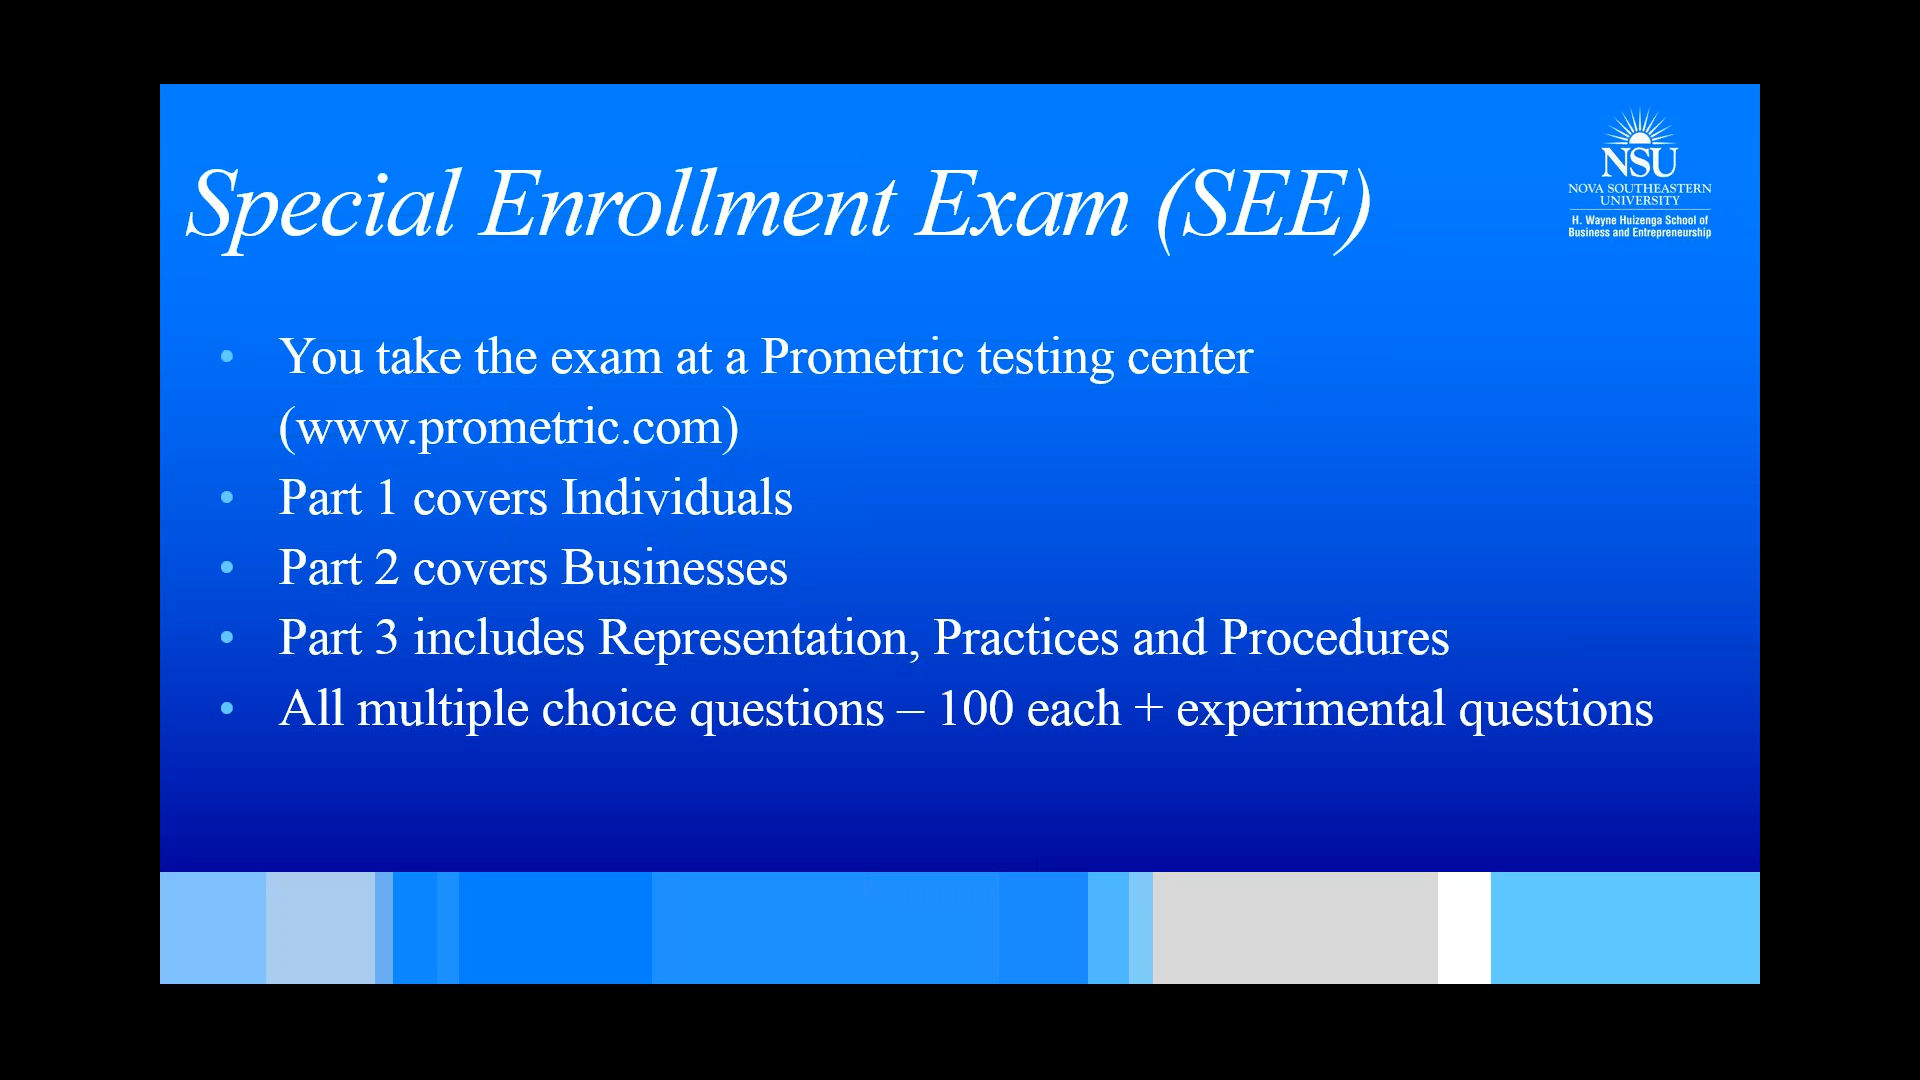 Special Enrollment Exam (SEE)
NSU
NOVA SOUTHEASTERN
UNIVERSITY
H. Wayne Huizenga School of
Business and Entrepreneurship
• You take the exam at a Prometric testing center
(www.prometric.com)
• Part 1 covers Individuals
• Part 2 covers Businesses
• Part 3 includes Representation, Practices and Procedures
• All multiple choice questions – 100 each + experimental questions